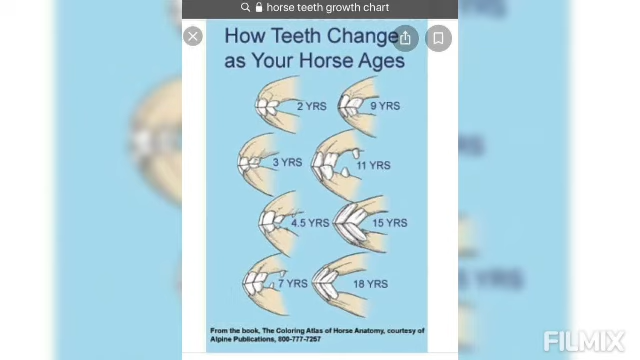 horse teeth growth chart
How Teeth Change
as Your Horse Ages
2 YRS
9 YRS
3 YRS
11 YRS
4.5 YRS
15 YRS
7 YRS
18 YRS
From the book, The Coloring Atlas of Horse Anatomy, courtesy of
Alpine Publications, 800-777-7257
FILMIX